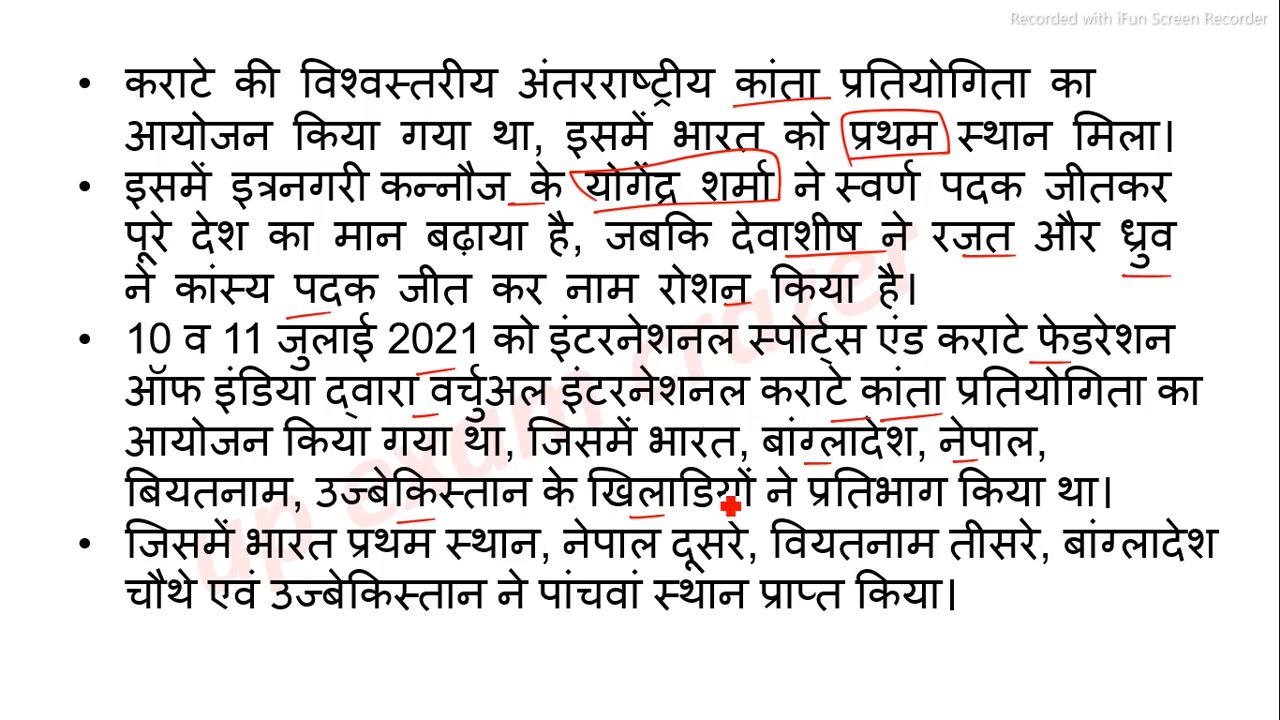 Recorded with iFun Screen Recorder
• कराटे की विश्वस्तरीय अंतरराष्ट्रीय कांता प्रतियोगिता का
आयोजन किया गया था, इसमें भारत को प्रथम स्थान मिला।
• इसमें इत्रनगरी कन्नौज के योगेंद्र शर्मा ने स्वर्ण पदक जीतकर
पूरे देश का मान बढ़ाया है, जबकि देवाशीष ने रजत और ध्रुव
ने कांस्य पदक जीत कर नाम रोशन किया है।
• 10 व 11 जुलाई 2021 को इंटरनेशनल स्पोर्ट्स एंड कराटे फेडरेशन
ऑफ इंडिया द्वारा वर्चुअल इंटरनेशनल कराटे कांता प्रतियोगिता का
आयोजन किया गया था, जिसमें भारत, बांग्लादेश, नेपाल,
बियतनाम, उज्बेकिस्तान के खिलाडियों ने प्रतिभाग किया था।
• जिसमें भारत प्रथम स्थान, नेपाल दूसरे, वियतनाम तीसरे, बांग्लादेश
चौथे एवं उज्बेकिस्तान ने पांचवां स्थान प्राप्त किया।
up exam crazer